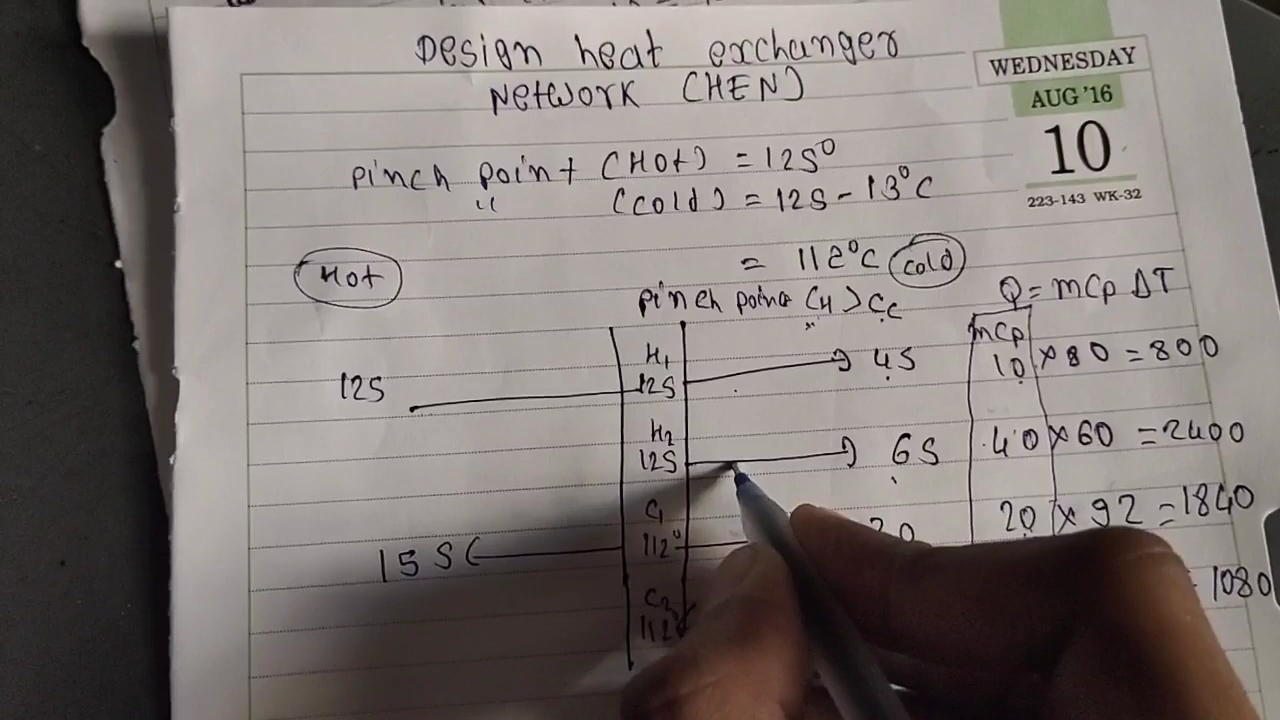 Design heat exchanger
Network (HEN)
WEDNESDAY
AUG '16
10
223-143 WK-32
Pinch point (Hot) = 125°
" (cold) = 125 - 13°C
= 112°C (cold)
Hot
Pinch point (H) > Cc
Q = mCp ΔT
mCp
H1
125 125 45 10 × 80 = 800
H2
125 65 40 × 60 = 2400
C1
155 112° 20 20 × 92 = 1840
C2
112
1080